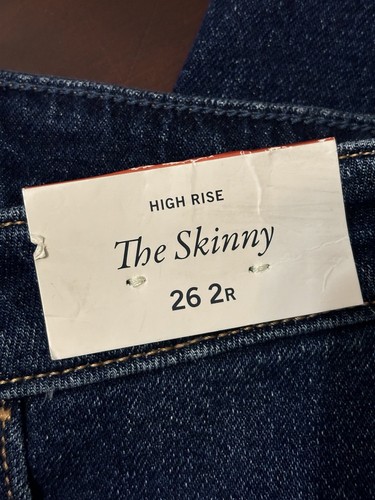 HIGH RISE
The Skinny
26 2R